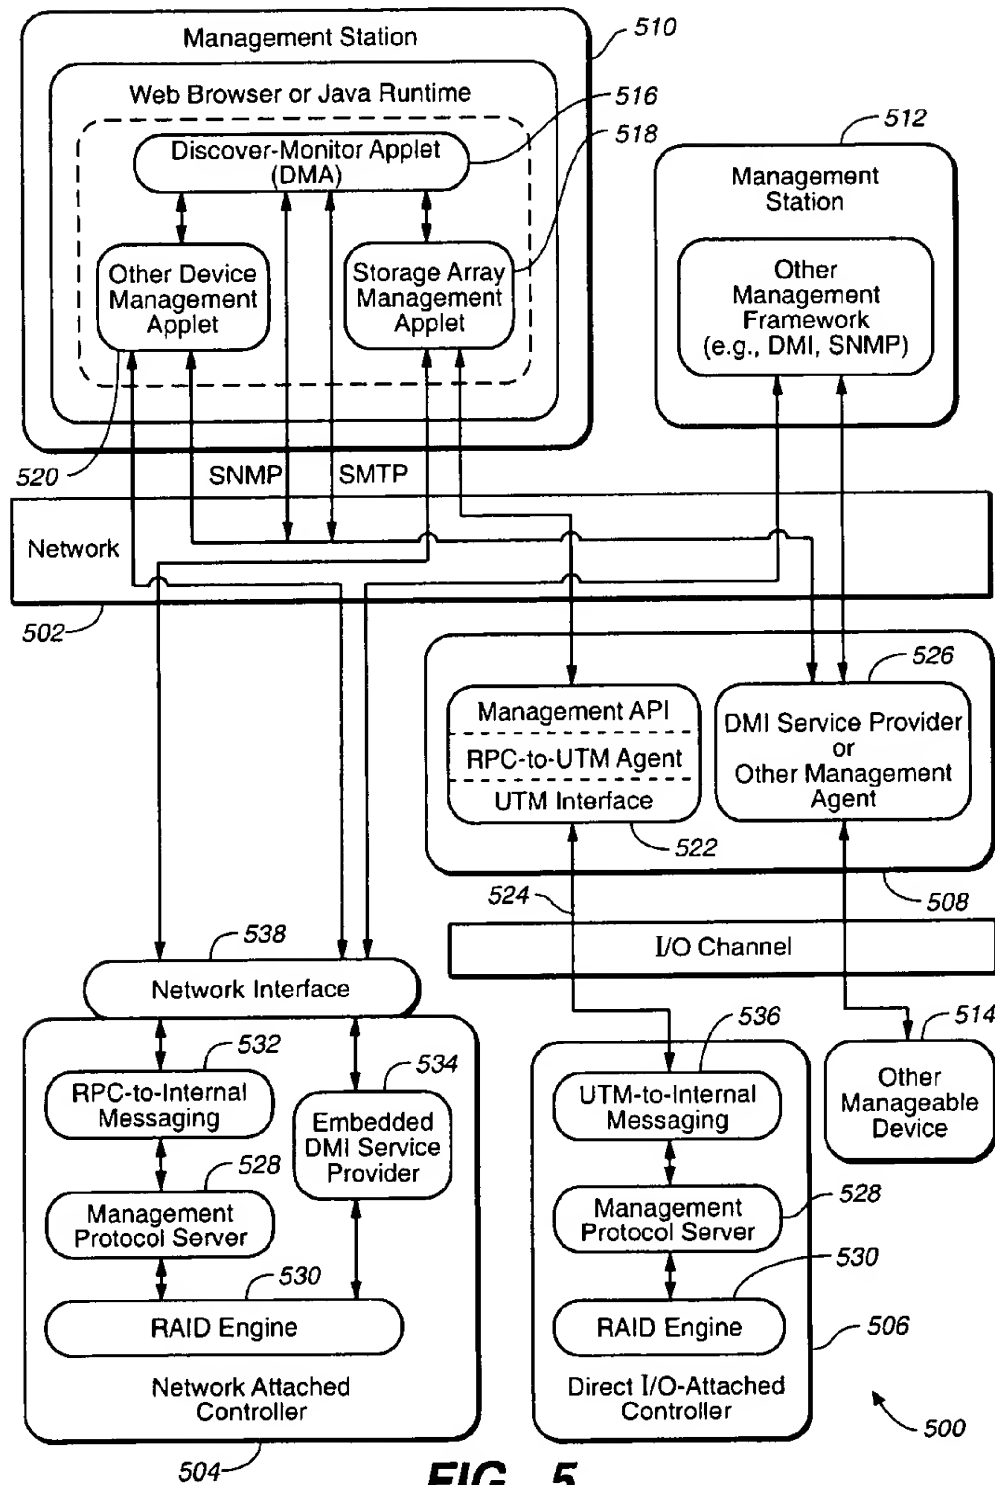 Management Station
510
Web Browser or Java Runtime
516
518
Discover-Monitor Applet
(DMA)
512
Management
Station
Other Device
Management
Applet
Storage Array
Management
Applet
Other
Management
Framework
(e.g., DMI, SNMP)
520
SNMP
SMTP
Network
502
526
Management API
RPC-to-UTM Agent
UTM Interface
DMI Service Provider
or
Other Management
Agent
522
524
508
538
I/O Channel
Network Interface
532
534
536
514
RPC-to-Internal
Messaging
Embedded
DMI Service
Provider
UTM-to-Internal
Messaging
Other
Manageable
Device
528
Management
Protocol Server
Management
Protocol Server
528
530
530
RAID Engine
RAID Engine
506
Network Attached
Controller
Direct I/O-Attached
Controller
500
504
FIG. 5